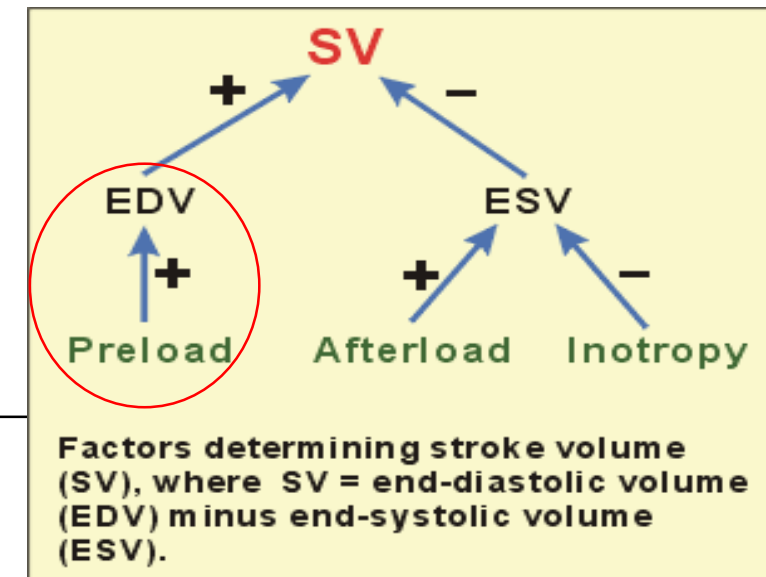 SV
+ −
EDV ESV
+ + −
Preload Afterload Inotropy
Factors determining stroke volume
(SV), where SV = end-diastolic volume
(EDV) minus end-systolic volume
(ESV).